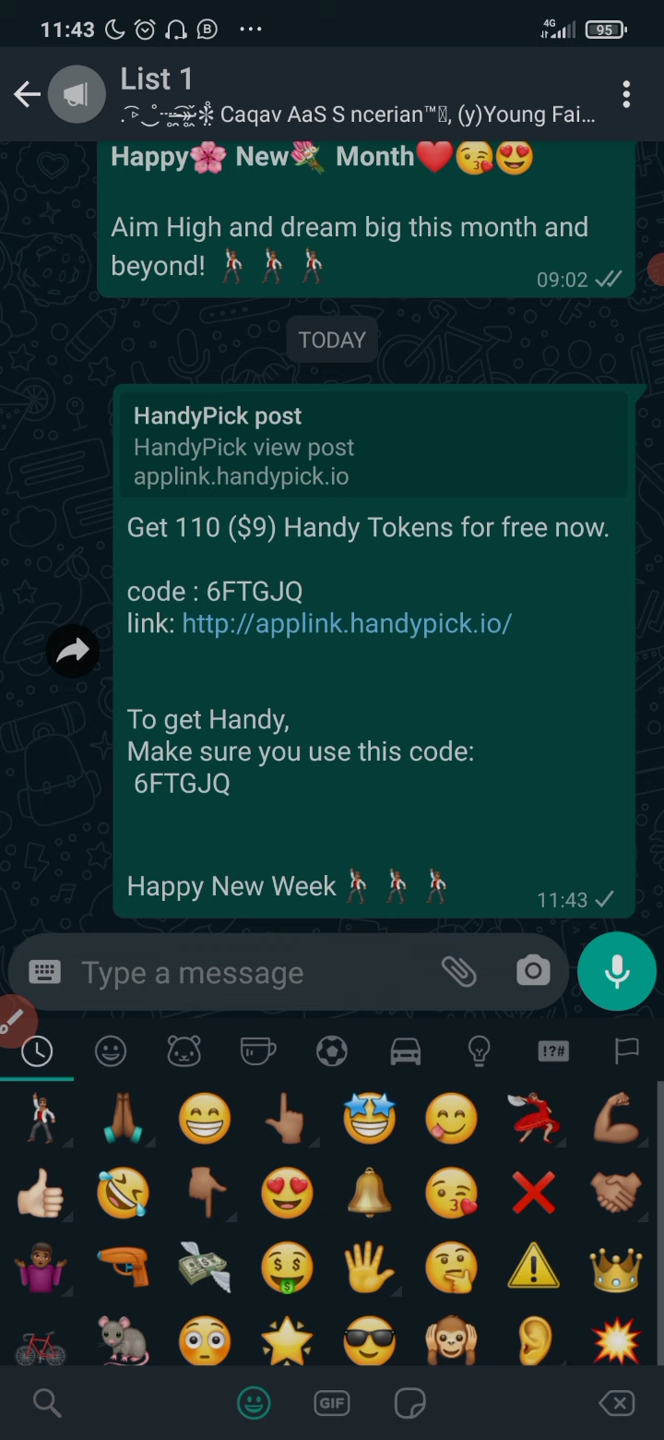 11:43
4G
95
List 1
Caqav AaS S ncerian™, (y)Young Fai...
Happy🌸 New💐 Month❤️😘😍
Aim High and dream big this month and
beyond! 🕺🕺🕺
09:02
TODAY
HandyPick post
HandyPick view post
applink.handypick.io
Get 110 ($9) Handy Tokens for free now.
code : 6FTGJQ
link: http://applink.handypick.io/
To get Handy,
Make sure you use this code:
6FTGJQ
Happy New Week 🕺🕺🕺
11:43
Type a message
!?#
GIF